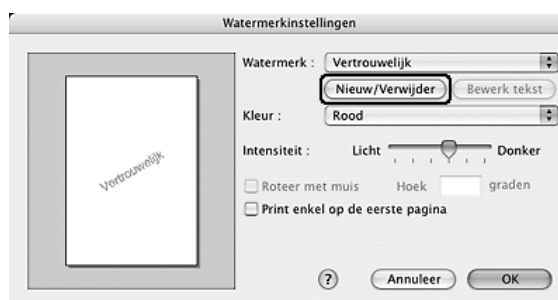 Watermerkinstellingen
Watermerk : Vertrouwelijk
Nieuw/Verwijder Bewerk tekst
Kleur : Rood
Intensiteit : Licht Donker
Vertrouwelijk
Roteer met muis Hoek graden
Print enkel op de eerste pagina
? Annuleer OK